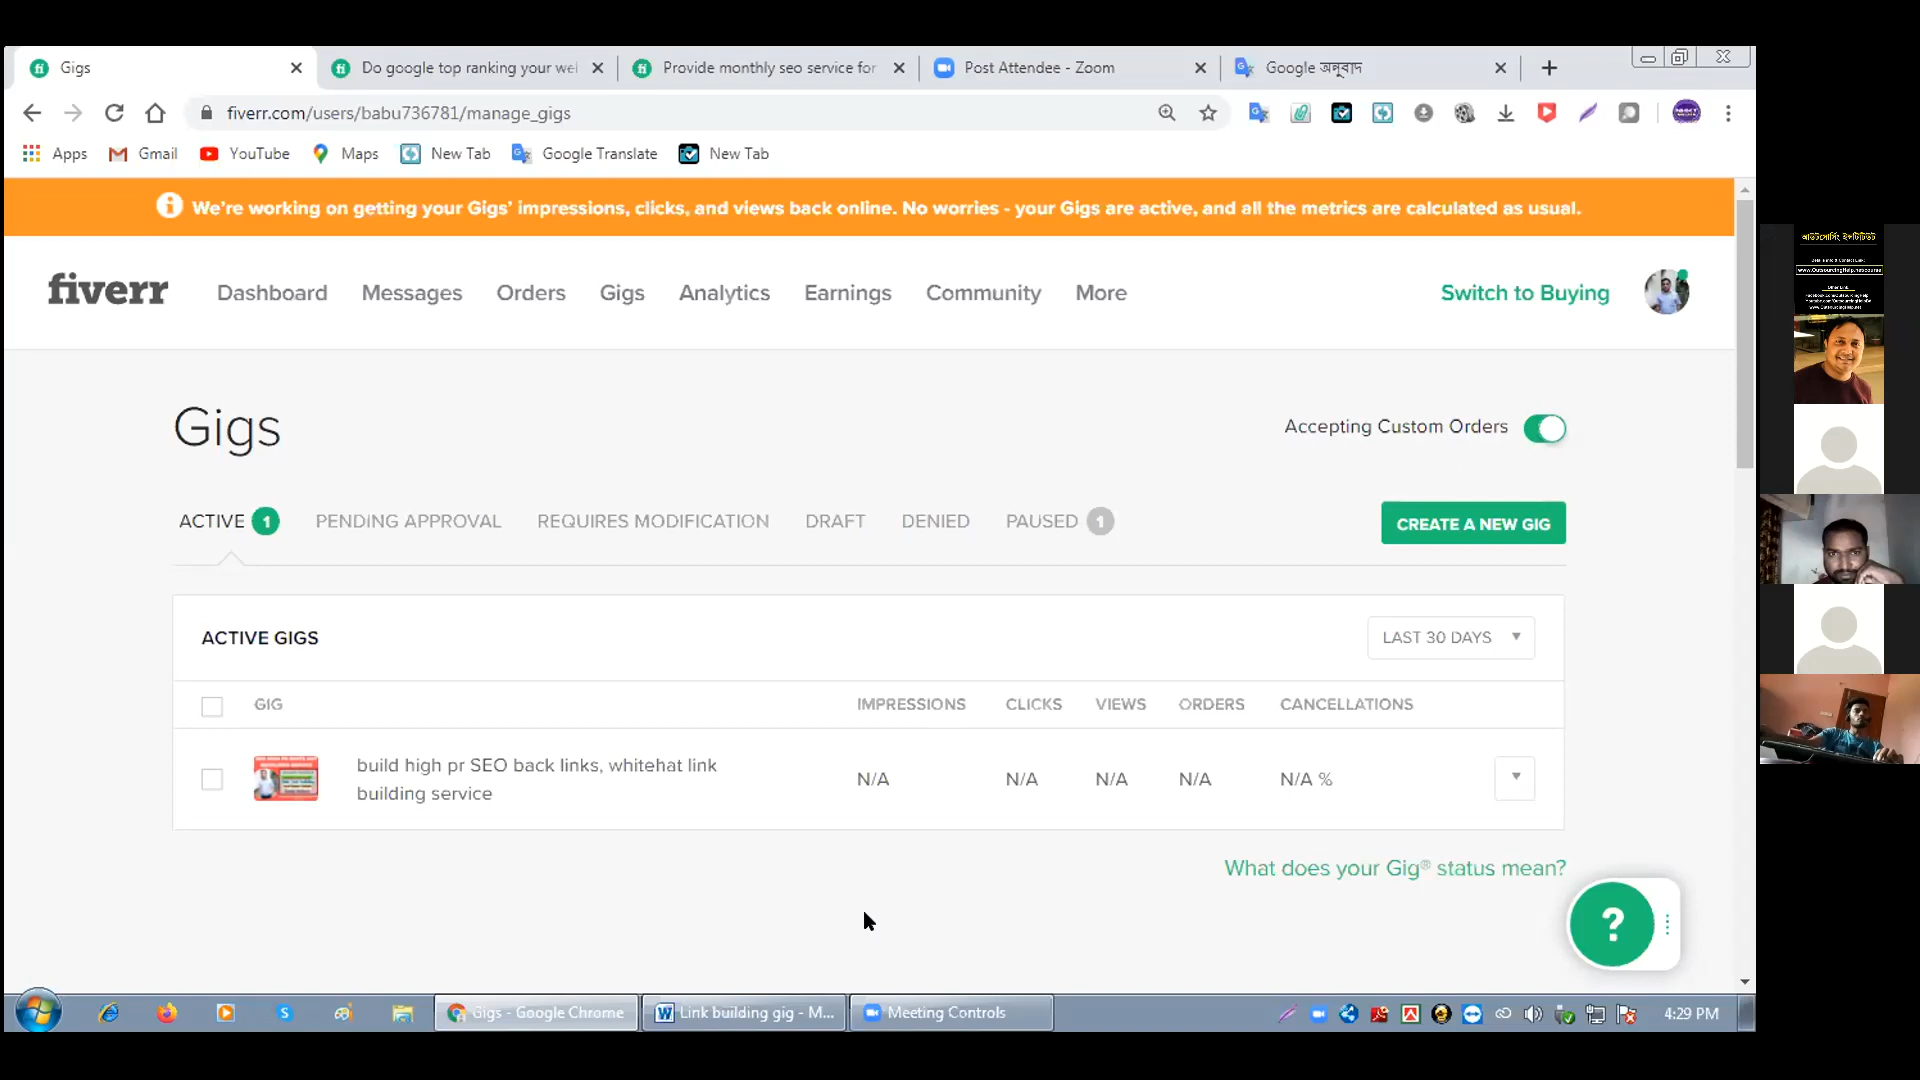 Gigs
Do google top ranking your wel
Provide monthly seo service for
Post Attendee - Zoom
Google অনুবাদ
fiverr.com/users/babu736781/manage_gigs
Apps
Gmail
YouTube
Maps
New Tab
Google Translate
New Tab
We're working on getting your Gigs' impressions, clicks, and views back online. No worries - your Gigs are active, and all the metrics are calculated as usual.
fiverr
Dashboard
Messages
Orders
Gigs
Analytics
Earnings
Community
More
Switch to Buying
Gigs
Accepting Custom Orders
ACTIVE 1
PENDING APPROVAL
REQUIRES MODIFICATION
DRAFT
DENIED
PAUSED 1
CREATE A NEW GIG
ACTIVE GIGS
LAST 30 DAYS
GIG
IMPRESSIONS
CLICKS
VIEWS
ORDERS
CANCELLATIONS
build high pr SEO back links, whitehat link
building service
N/A
N/A
N/A
N/A
N/A %
What does your Gig® status mean?
?
Gigs - Google Chrome
Link building gig - M...
Meeting Controls
4:29 PM
আউটসোর্সিং ইন্সটিটিউট